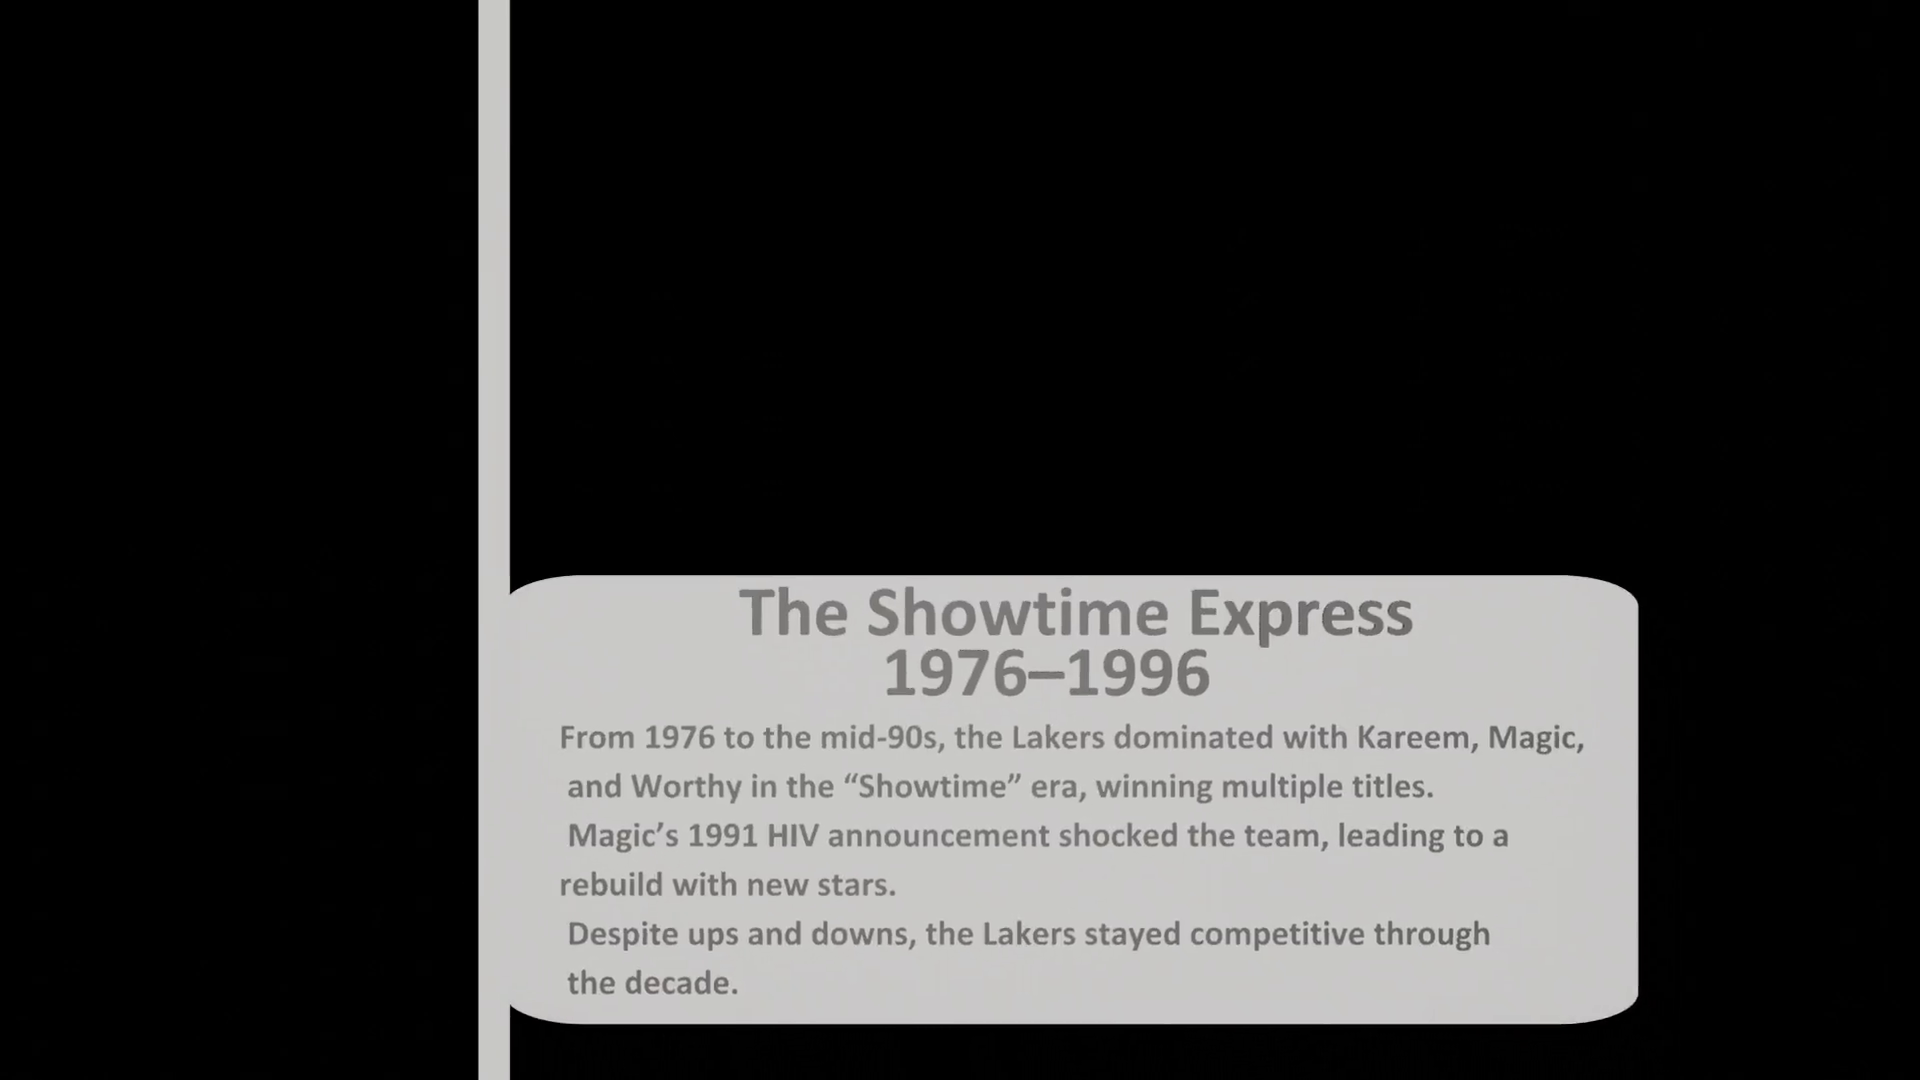 The Showtime Express
1976–1996
From 1976 to the mid-90s, the Lakers dominated with Kareem, Magic,
and Worthy in the “Showtime” era, winning multiple titles.
Magic’s 1991 HIV announcement shocked the team, leading to a
rebuild with new stars.
Despite ups and downs, the Lakers stayed competitive through
the decade.